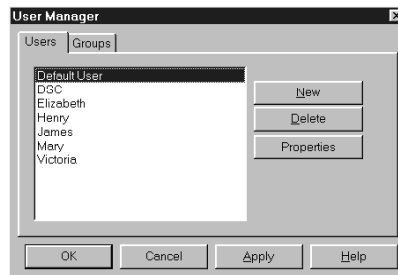 User Manager
Users Groups
Default User
DSC
Elizabeth
Henry
James
Mary
Victoria
New
Delete
Properties
OK Cancel Apply Help